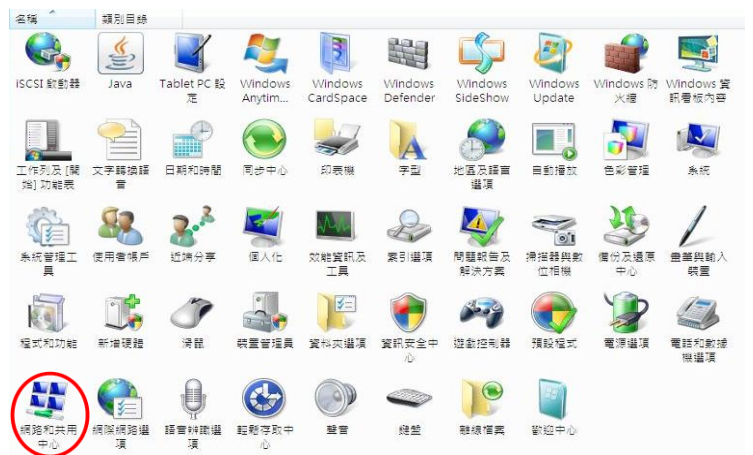 名稱 類別目錄
iSCSI 啟動器 Java Tablet PC 設定 Windows Anytim... Windows CardSpace Windows Defender Windows SideShow Windows Update Windows 防火牆 Windows 資訊看板內容
工作列及 [開始] 功能表 文字轉換語音 日期和時間 同步中心 印表機 字型 地區及語言選項 自動播放 色彩管理 系統
系統管理工具 使用者帳戶 近端分享 個人化 效能資訊及工具 索引選項 問題報告及解決方案 掃描器與數位相機 備份及還原中心 畫筆與輸入裝置
程式和功能 新增硬體 滑鼠 裝置管理員 資料夾選項 資訊安全中心 遊戲控制器 預設程式 電源選項 電話和數據機選項
網路和共用中心 網際網路選項 語音辨識選項 輕鬆存取中心 聲音 鍵盤 離線檔案 歡迎中心